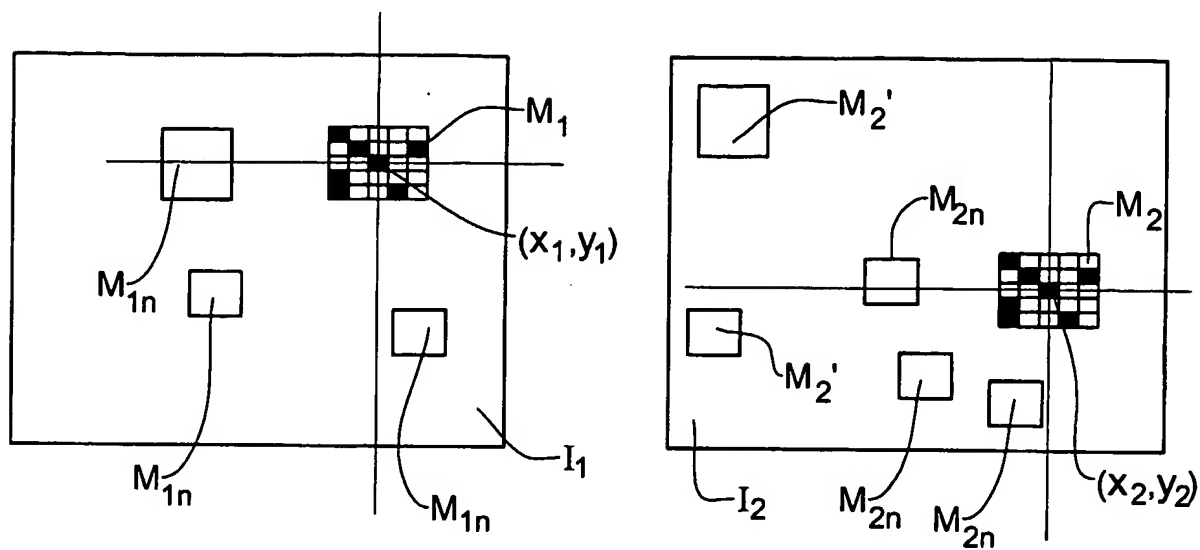 M₁
(x₁,y₁)
M₁ₙ
M₁ₙ
M₁ₙ
I₁
M₂'
M₂ₙ
M₂
M₂'
I₂
M₂ₙ
M₂ₙ
(x₂,y₂)